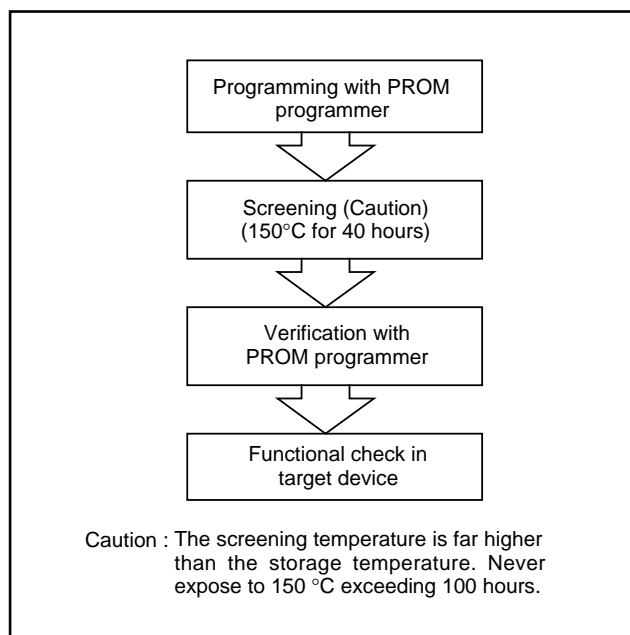 Programming with PROM
programmer
Screening (Caution)
(150°C for 40 hours)
Verification with
PROM programmer
Functional check in
target device
Caution : The screening temperature is far higher
than the storage temperature. Never
expose to 150 °C exceeding 100 hours.